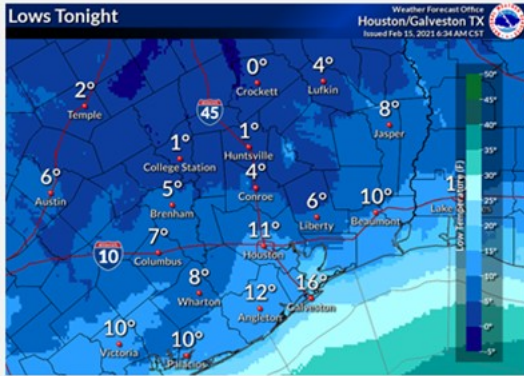 Lows Tonight
Weather Forecast Office
Houston/Galveston TX
Issued Feb 15, 2021 6:34 AM CST
0°
Crockett
4°
Lufkin
2°
Temple
45
8°
Jasper
1°
College Station
1°
Huntsville
6°
Austin
5°
Brenham
4°
Conroe
6°
Liberty
10°
Beaumont
Lake
7°
Columbus
10
11°
Houston
8°
Wharton
12°
Angleton
16°
Galveston
10°
Victoria
10°
Palacios
Low Temperature (F)
50°
45°
40°
35°
30°
25°
20°
15°
10°
5°
0°
-5°